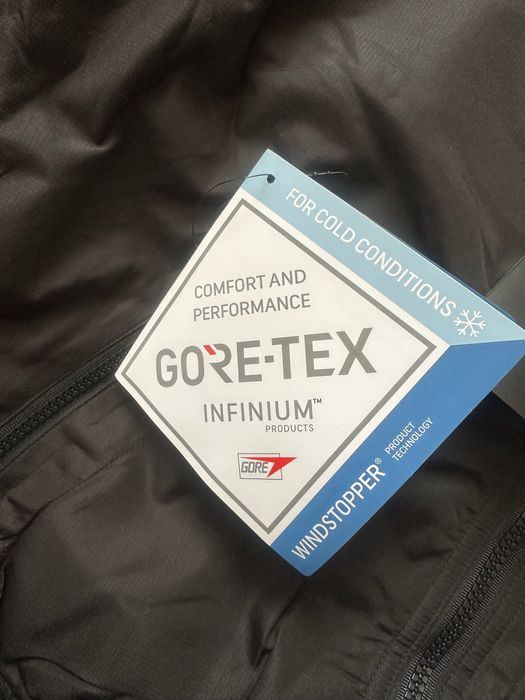 FOR COLD CONDITIONS
COMFORT AND
PERFORMANCE
GORE-TEX
INFINIUM™
PRODUCTS
GORE
WINDSTOPPER®
PRODUCT
TECHNOLOGY